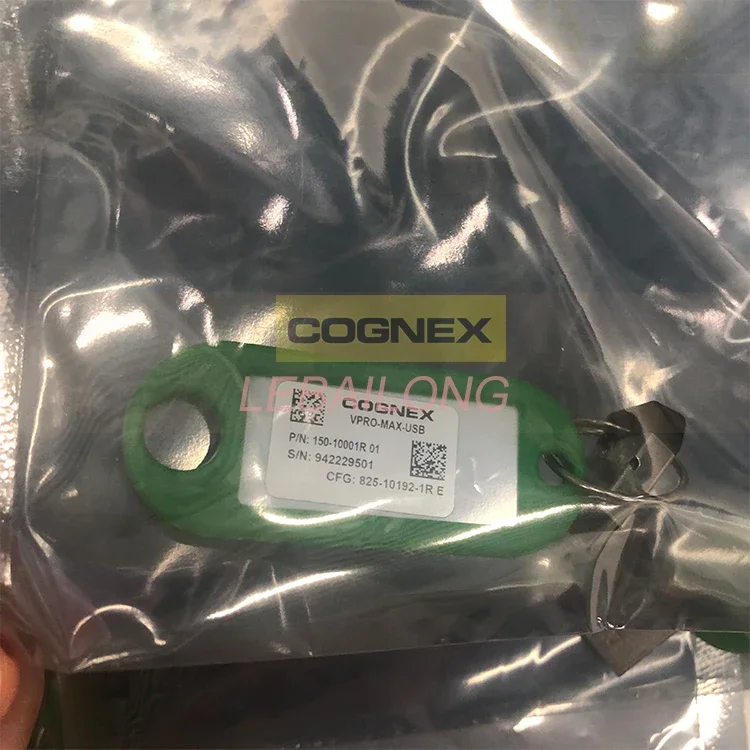 COGNEX
LEBAILONG
COGNEX
VPRO-MAX-USB
P/N: 150-10001R 01
S/N: 942229501
CFG: 825-10192-1R E